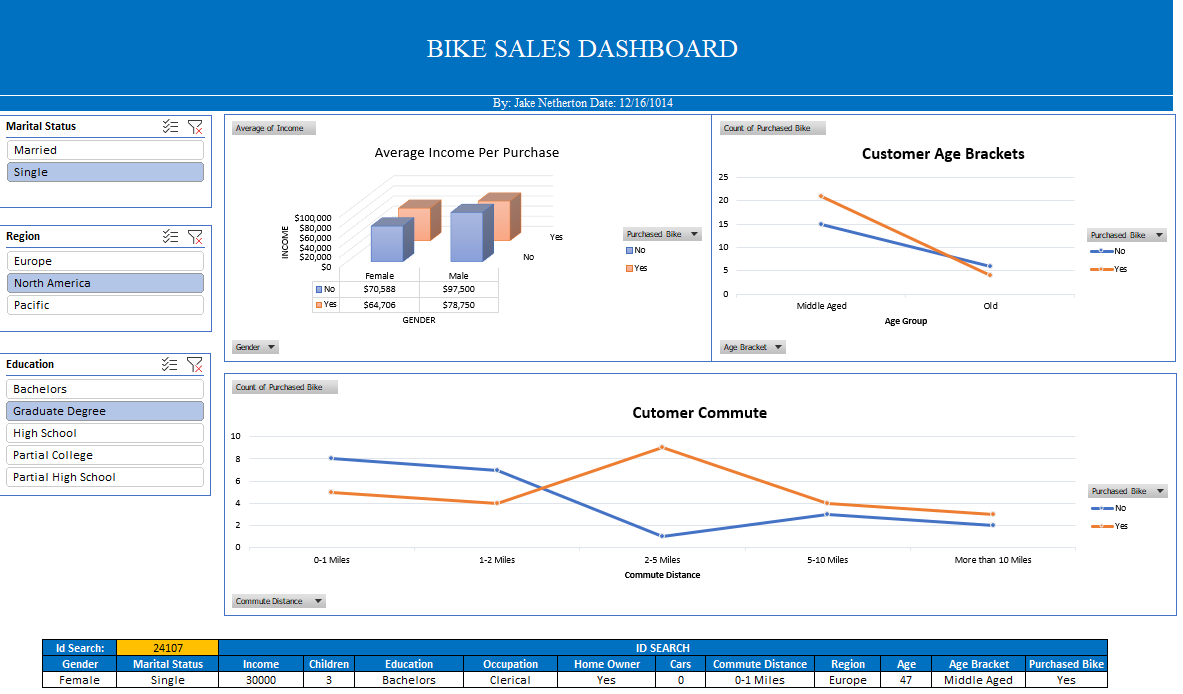 BIKE SALES DASHBOARD
By: Jake Netherton Date: 12/16/1014
Marital Status
Married
Single
Region
Europe
North America
Pacific
Education
Bachelors
Graduate Degree
High School
Partial College
Partial High School
Average of Income
Average Income Per Purchase
$100,000
$80,000
$60,000
$40,000
$20,000
$0
INCOME
Yes
No
Female Male
No $70,588 $97,500
Yes $64,706 $78,750
GENDER
Purchased Bike
No
Yes
Gender
Count of Purchased Bike
Customer Age Brackets
25
20
15
10
5
0
Middle Aged Old
Age Group
Purchased Bike
No
Yes
Age Bracket
Count of Purchased Bike
Cutomer Commute
10
8
6
4
2
0
0-1 Miles 1-2 Miles 2-5 Miles 5-10 Miles More than 10 Miles
Commute Distance
Purchased Bike
No
Yes
Commute Distance
Id Search: 24107 ID SEARCH
Gender Marital Status Income Children Education Occupation Home Owner Cars Commute Distance Region Age Age Bracket Purchased Bike
Female Single 30000 3 Bachelors Clerical Yes 0 0-1 Miles Europe 47 Middle Aged Yes